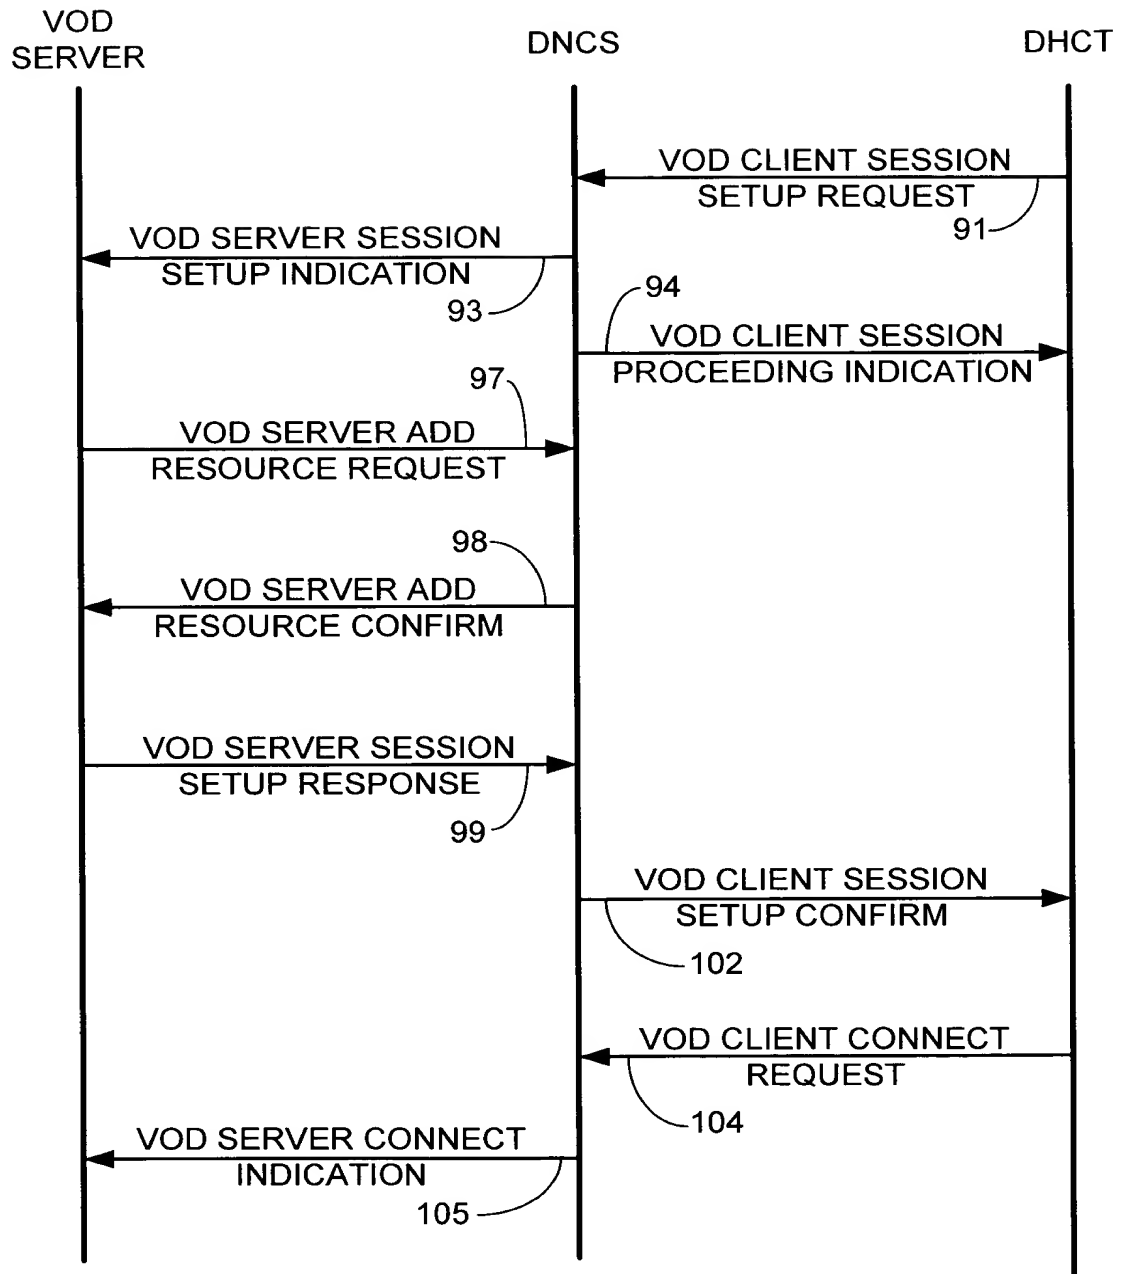 VOD
SERVER
DNCS
DHCT
VOD CLIENT SESSION
SETUP REQUEST
91
VOD SERVER SESSION
SETUP INDICATION
93
94
VOD CLIENT SESSION
PROCEEDING INDICATION
97
VOD SERVER ADD
RESOURCE REQUEST
98
VOD SERVER ADD
RESOURCE CONFIRM
VOD SERVER SESSION
SETUP RESPONSE
99
VOD CLIENT SESSION
SETUP CONFIRM
102
VOD CLIENT CONNECT
REQUEST
104
VOD SERVER CONNECT
INDICATION
105